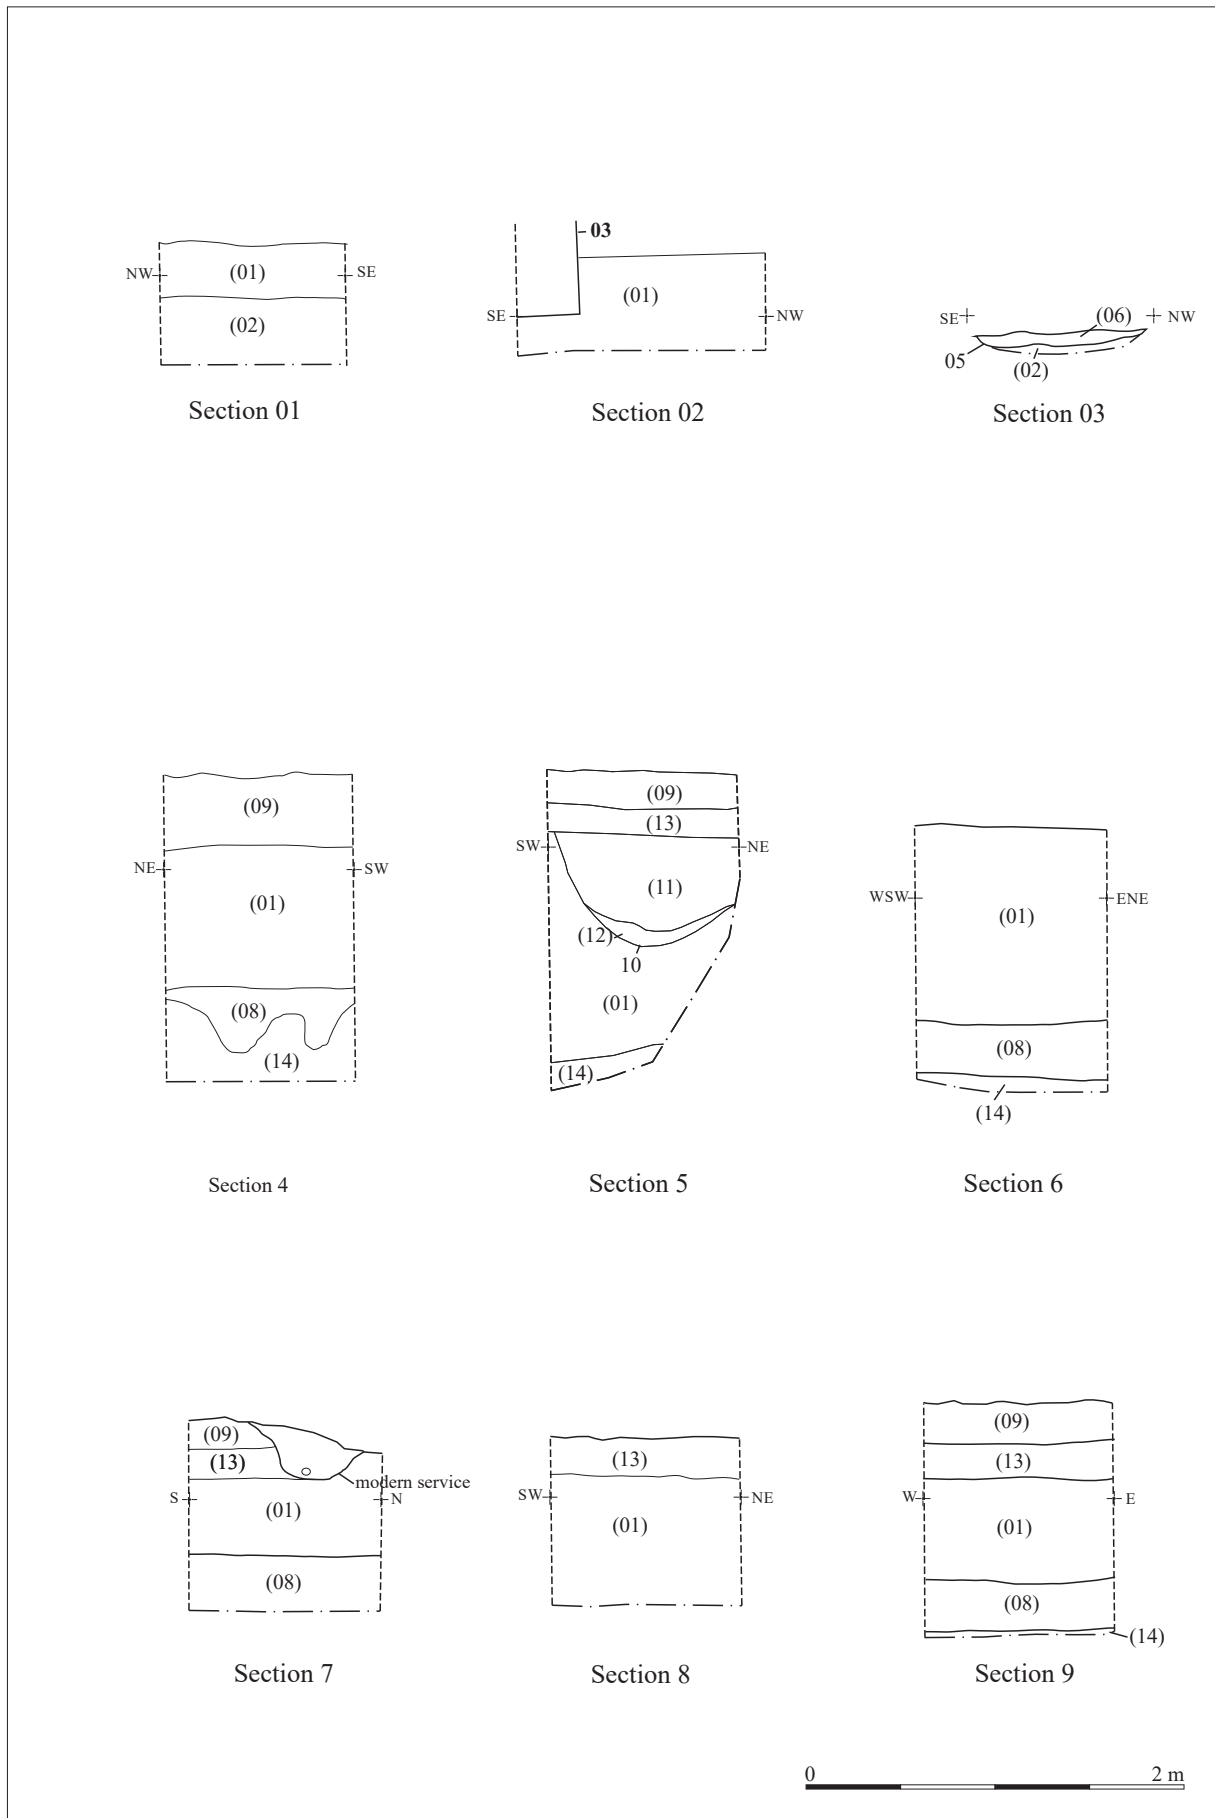 NW
(01)
SE
(02)
Section 01
03
(01)
SE
NW
Section 02
SE
(06)
NW
05
(02)
Section 03
(09)
NE
SW
(01)
(08)
(14)
Section 4
(09)
(13)
SW
NE
(11)
(12)
10
(01)
(14)
Section 5
WSW
ENE
(01)
(08)
(14)
Section 6
(09)
(13)
modern service
S
N
(01)
(08)
Section 7
(13)
SW
NE
(01)
Section 8
(09)
(13)
W
E
(01)
(08)
(14)
Section 9
0 2 m